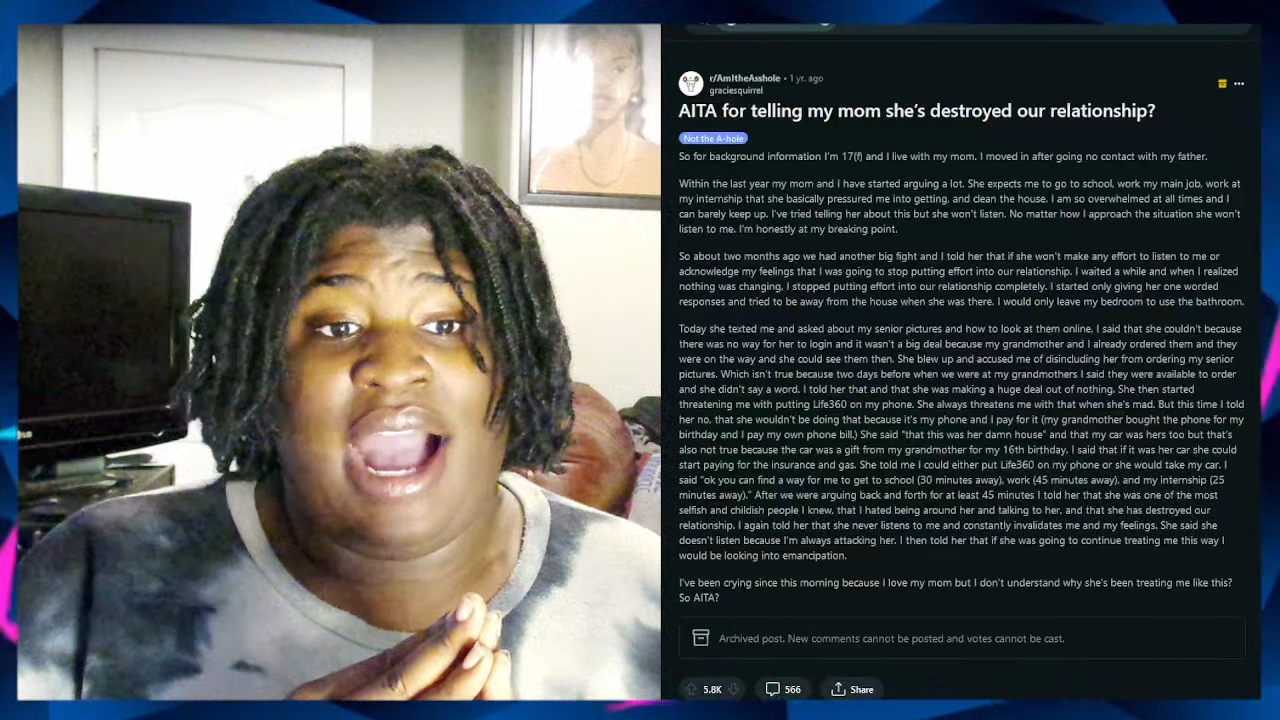 r/AmItheAsshole • 1 yr. ago
graciesquirrel
AITA for telling my mom she's destroyed our relationship?
Not the A-hole
So for background information I'm 17(f) and I live with my mom. I moved in after going no contact with my father.
Within the last year my mom and I have started arguing a lot. She expects me to go to school, work my main job, work at
my internship that she basically pressured me into getting, and clean the house. I am so overwhelmed at all times and I
can barely keep up. I've tried telling her about this but she won't listen. No matter how I approach the situation she won't
listen to me. I'm honestly at my breaking point.
So about two months ago we had another big fight and I told her that if she won't make any effort to listen to me or
acknowledge my feelings that I was going to stop putting effort into our relationship. I waited a while and when I realized
nothing was changing, I stopped putting effort into our relationship completely. I started only giving her one worded
responses and tried to be away from the house when she was there. I would only leave my bedroom to use the bathroom.
Today she texted me and asked about my senior pictures and how to look at them online, I said that she couldn't because
there was no way for her to login and it wasn't a big deal because my grandmother and I already ordered them and they
were on the way and she could see them then. She blew up and accused me of disincluding her from ordering my senior
pictures. Which isn't true because two days before when we were at my grandmothers I said they were available to order
and she didn't say a word. I told her that and that she was making a huge deal out of nothing. She then started
threatening me with putting Life360 on my phone. She always threatens me with that when she's mad. But this time I told
her no, that she wouldn't be doing that because it's my phone and I pay for it (my grandmother bought the phone for my
birthday and I pay my own phone bill.) She said "that this was her damn house" and that my car was hers too but that's
also not true because the car was a gift from my grandmother for my 16th birthday. I said that if it was her car she could
start paying for the insurance and gas. She told me I could either put Life360 on my phone or she would take my car. I
said "ok you can find a way for me to get to school (30 minutes away), work (45 minutes away), and my internship (25
minutes away)." After we were arguing back and forth for at least 45 minutes I told her that she was one of the most
selfish and childish people I knew, that I hated being around her and talking to her, and that she has destroyed our
relationship. I again told her that she never listens to me and constantly invalidates me and my feelings. She said she
doesn't listen because I'm always attacking her. I then told her that if she was going to continue treating me this way I
would be looking into emancipation.
I've been crying since this morning because I love my mom but I don't understand why she's been treating me like this?
So AITA?
Archived post. New comments cannot be posted and votes cannot be cast.
5.8K 566 Share